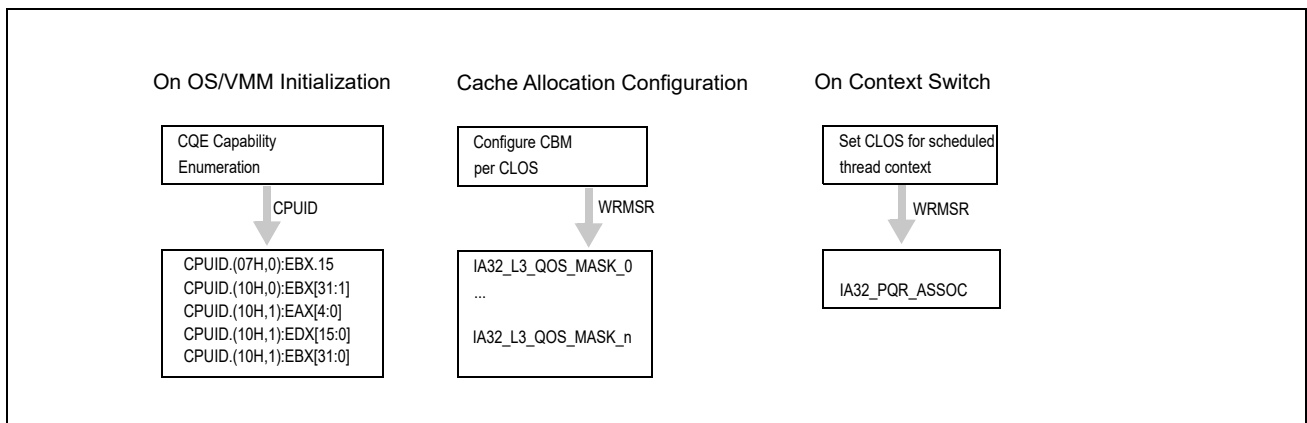 On OS/VMM Initialization
CQE Capability
Enumeration
CPUID
CPUID.(07H,0):EBX.15
CPUID.(10H,0):EBX[31:1]
CPUID.(10H,1):EAX[4:0]
CPUID.(10H,1):EDX[15:0]
CPUID.(10H,1):EBX[31:0]
Cache Allocation Configuration
Configure CBM
per CLOS
WRMSR
IA32_L3_QOS_MASK_0
...
IA32_L3_QOS_MASK_n
On Context Switch
Set CLOS for scheduled
thread context
WRMSR
IA32_PQR_ASSOC